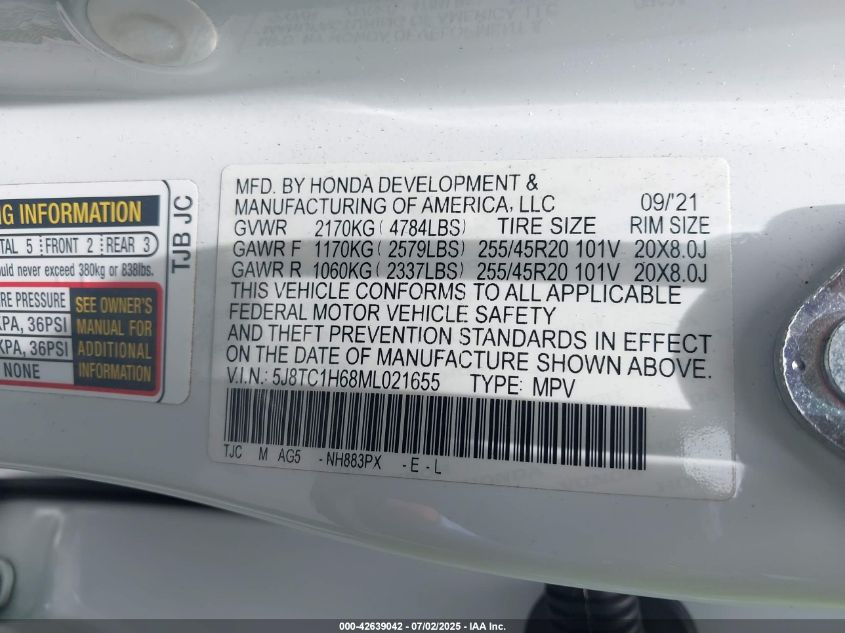 MFD. BY HONDA DEVELOPMENT &
MANUFACTURING OF AMERICA, LLC 09/'21
GVWR 2170KG ( 4784LBS) TIRE SIZE RIM SIZE
GAWR F 1170KG ( 2579LBS) 255/45R20 101V 20X8.0J
GAWR R 1060KG ( 2337LBS) 255/45R20 101V 20X8.0J
THIS VEHICLE CONFORMS TO ALL APPLICABLE
FEDERAL MOTOR VEHICLE SAFETY
AND THEFT PREVENTION STANDARDS IN EFFECT
ON THE DATE OF MANUFACTURE SHOWN ABOVE.
V.I.N.: 5J8TC1H68ML021655 TYPE: MPV
TJC M AG5 -NH883PX -E-L
NG INFORMATION
TOTAL 5 FRONT 2 REAR 3
ould never exceed 380kg or 838lbs.
RE PRESSURE
KPA, 36PSI
KPA, 36PSI
NONE
SEE OWNER'S
MANUAL FOR
ADDITIONAL
INFORMATION
TJB JC
000-42639042 / 07/02/2025 - IAA Inc.